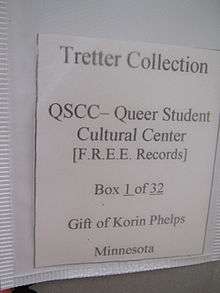 Tretter Collection
QSCC– Queer Student
Cultural Center
[F.R.E.E. Records]
Box 1 of 32
Gift of Korin Phelps
Minnesota